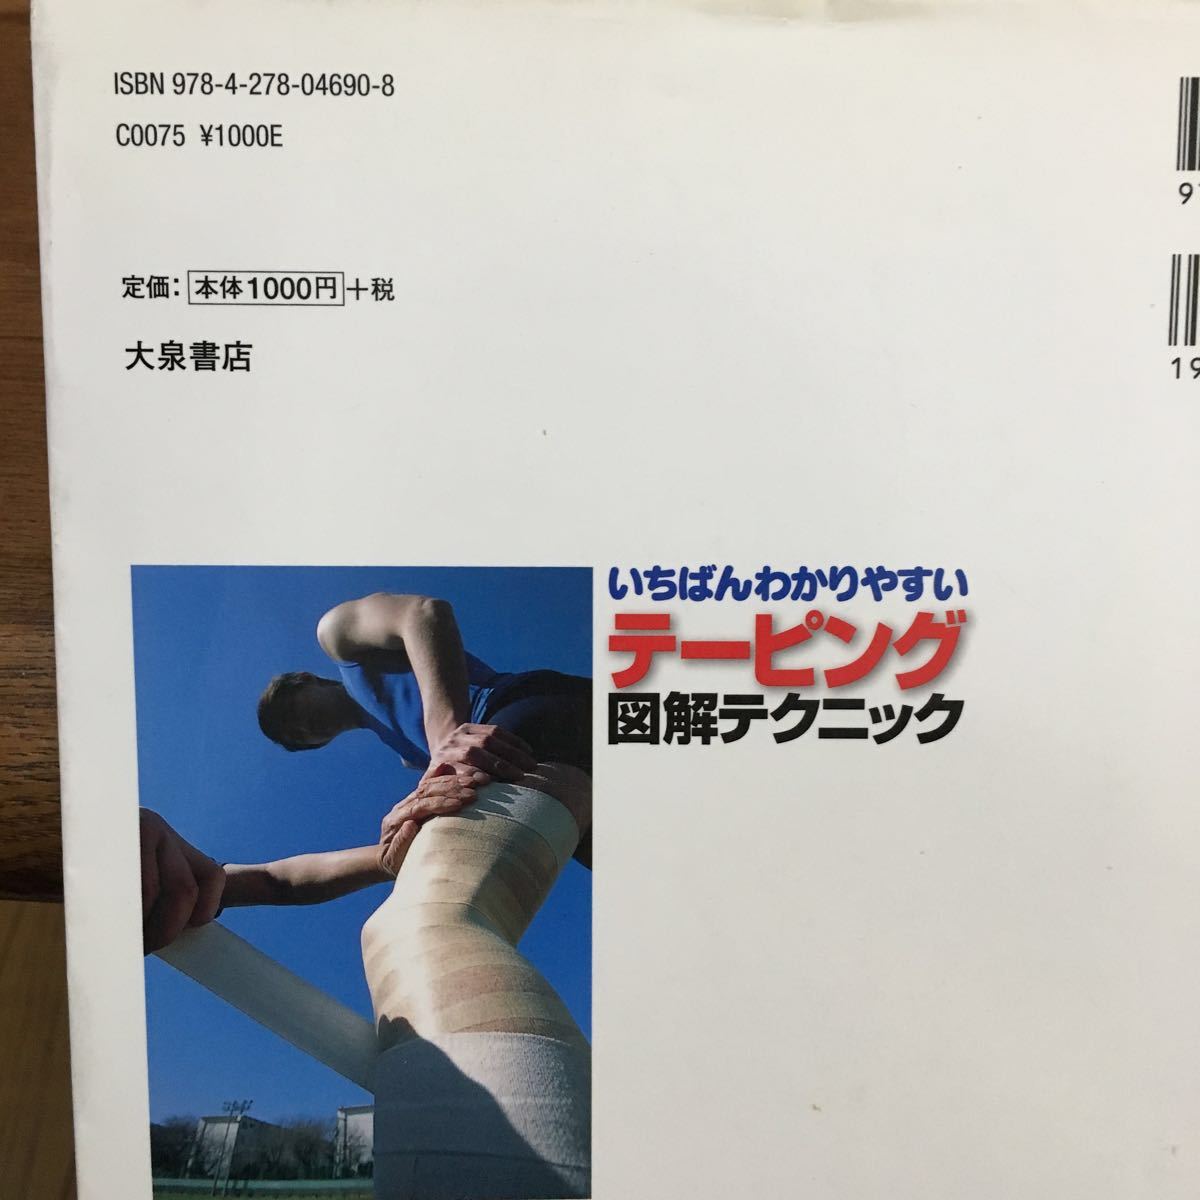 ISBN 978-4-278-04690-8
C0075 ¥1000E
定価：本体1000円+税
大泉書店
いちばんわかりやすい
テーピング
図解テクニック